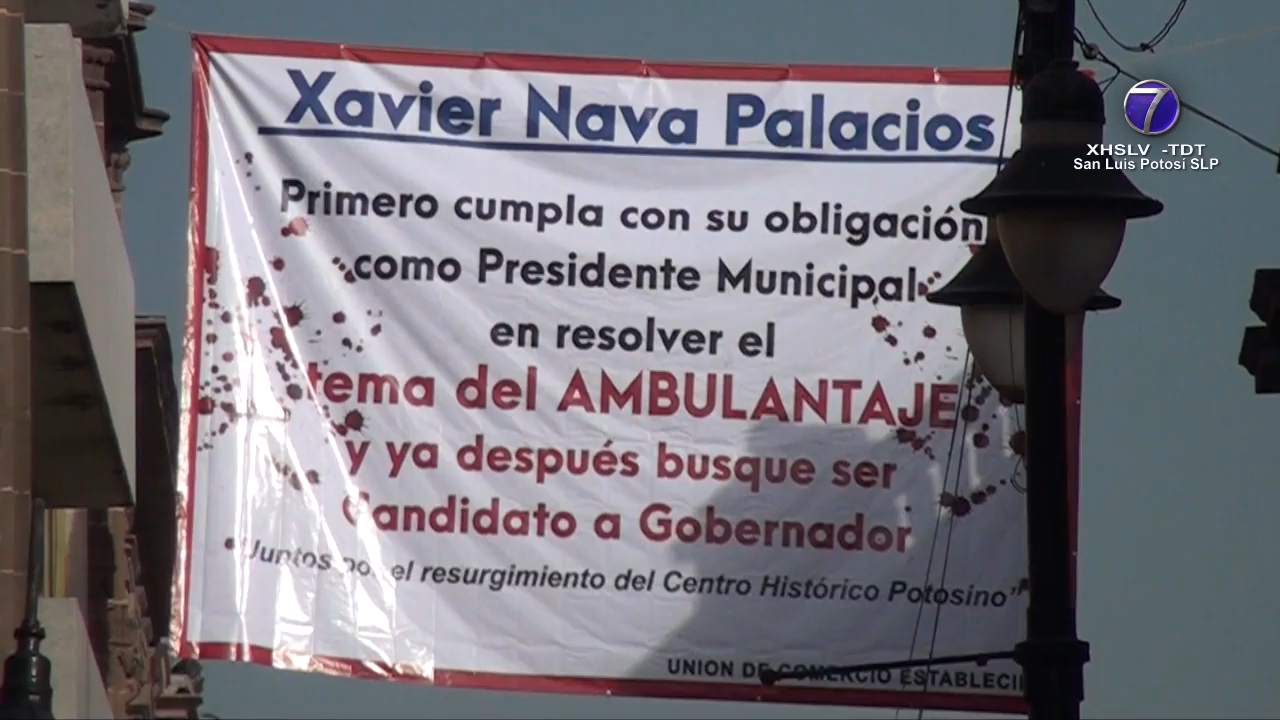 Xavier Nava Palacios
Primero cumpla con su obligación
como Presidente Municipal
en resolver el
tema del AMBULANTAJE
y ya después busque ser
Candidato a Gobernador
"Juntos por el resurgimiento del Centro Histórico Potosino"
UNION DE COMERCIO ESTABLECI
7
XHSLV -TDT
San Luis Potosí SLP